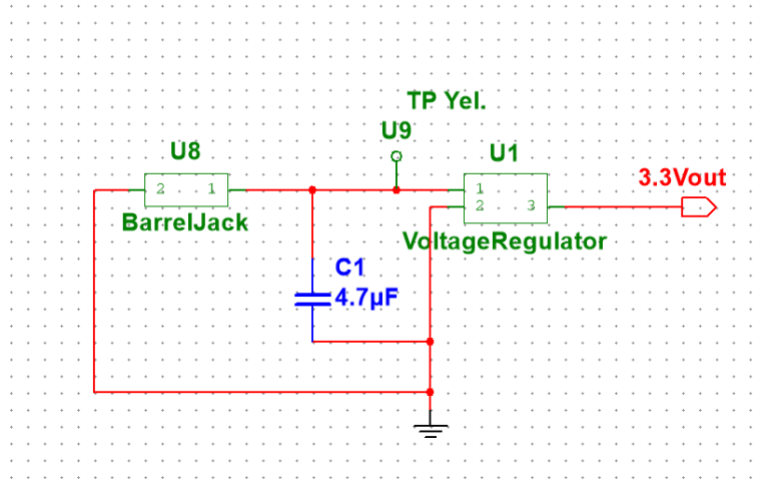 TP Yel.
U9
U8
U1
3.3Vout
2 1
1
2 3
BarrelJack
VoltageRegulator
C1
4.7µF